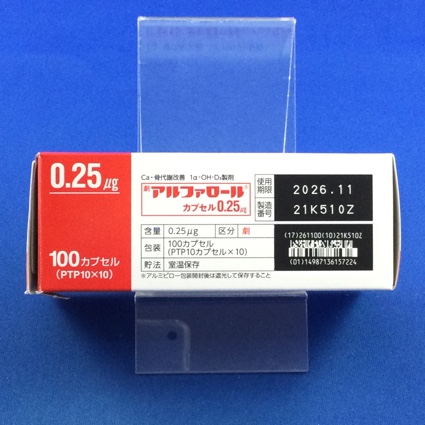 0.25μg
100カプセル
(PTP10×10)
Ca・骨代謝改善 1α-OH-D₃製剤
劇 アルファロール®
カプセル0.25μg
含量 0.25μg 区分 劇
包装 100カプセル
(PTP10カプセル×10)
貯法 室温保存
*アルミピロー包装開封後は遮光して保存すること
使用
期限 2026.11
製造
番号 21K510Z
(17)261100(10)21K510Z
(01)14987136157224